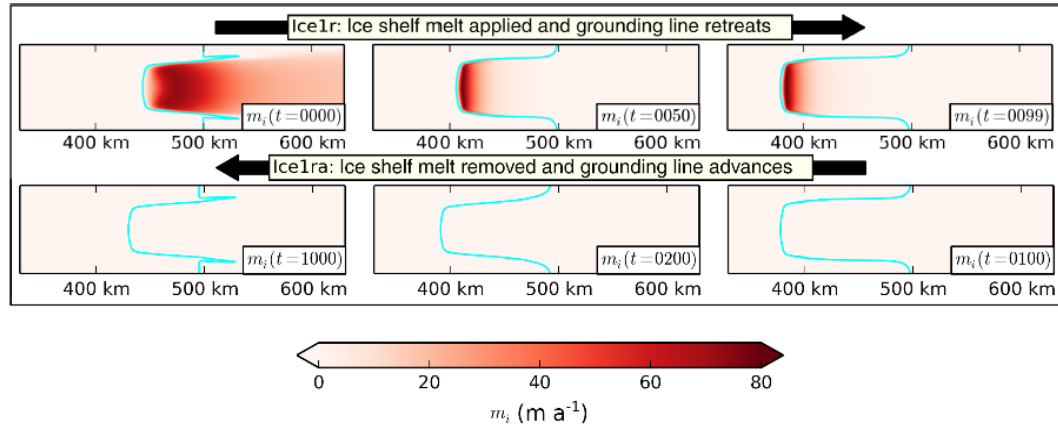 Ice1r: Ice shelf melt applied and grounding line retreats
m_i(t=0000) m_i(t=0050) m_i(t=0099)
400 km 500 km 600 km 400 km 500 km 600 km 400 km 500 km 600 km
Ice1ra: Ice shelf melt removed and grounding line advances
m_i(t=1000) m_i(t=0200) m_i(t=0100)
400 km 500 km 600 km 400 km 500 km 600 km 400 km 500 km 600 km
0 20 40 60 80
m_i (m a⁻¹)